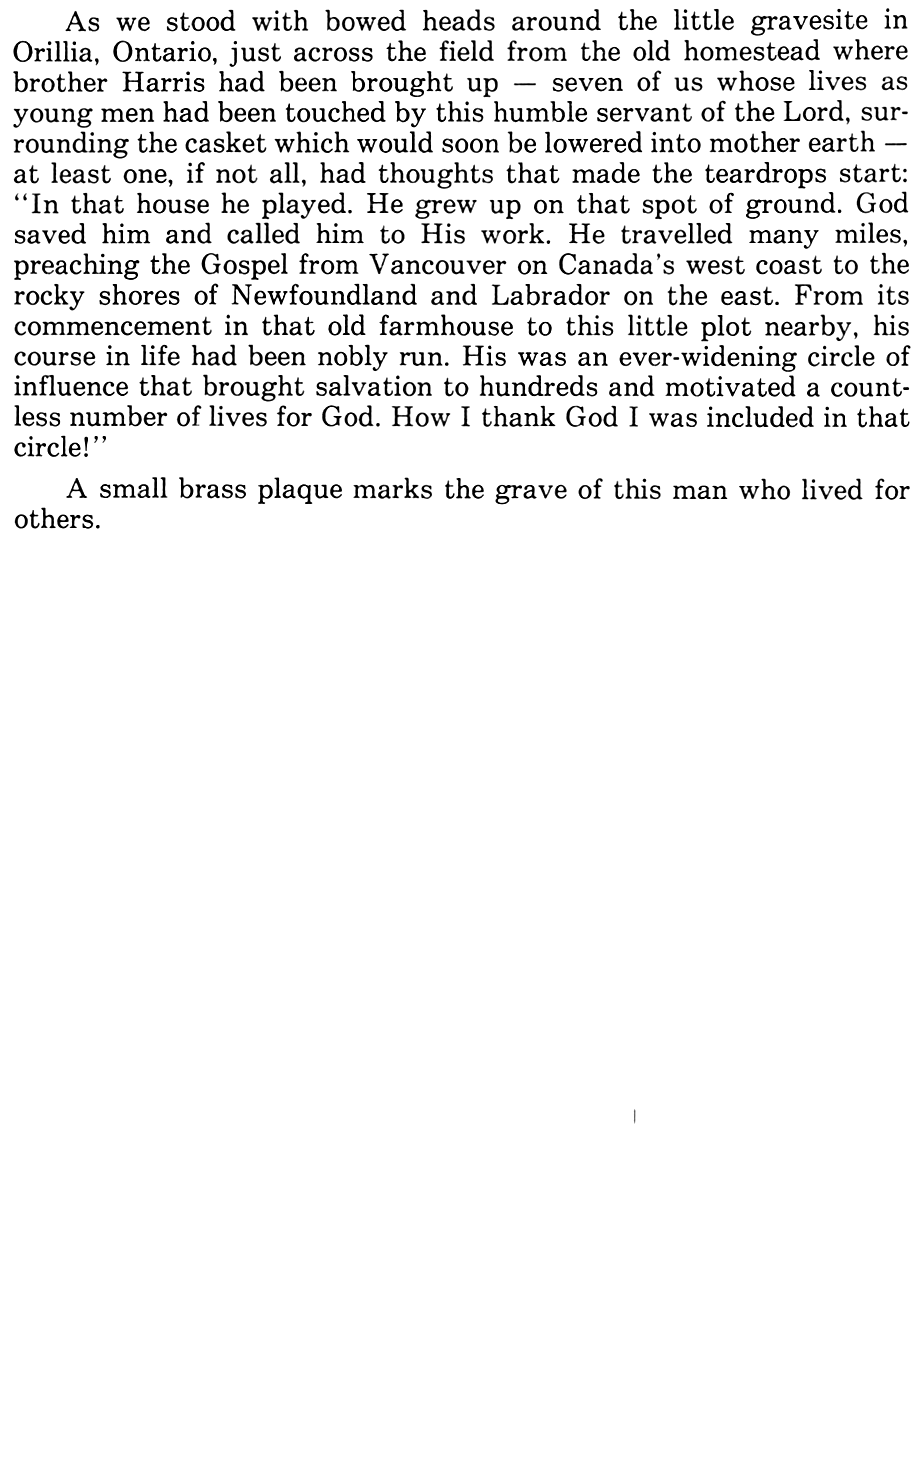 As we stood with bowed heads around the little gravesite in
Orillia, Ontario, just across the field from the old homestead where
brother Harris had been brought up — seven of us whose lives as
young men had been touched by this humble servant of the Lord, sur-
rounding the casket which would soon be lowered into mother earth —
at least one, if not all, had thoughts that made the teardrops start:
“In that house he played. He grew up on that spot of ground. God
saved him and called him to His work. He travelled many miles,
preaching the Gospel from Vancouver on Canada’s west coast to the
rocky shores of Newfoundland and Labrador on the east. From its
commencement in that old farmhouse to this little plot nearby, his
course in life had been nobly run. His was an ever-widening circle of
influence that brought salvation to hundreds and motivated a count-
less number of lives for God. How I thank God I was included in that
circle!”
A small brass plaque marks the grave of this man who lived for
others.